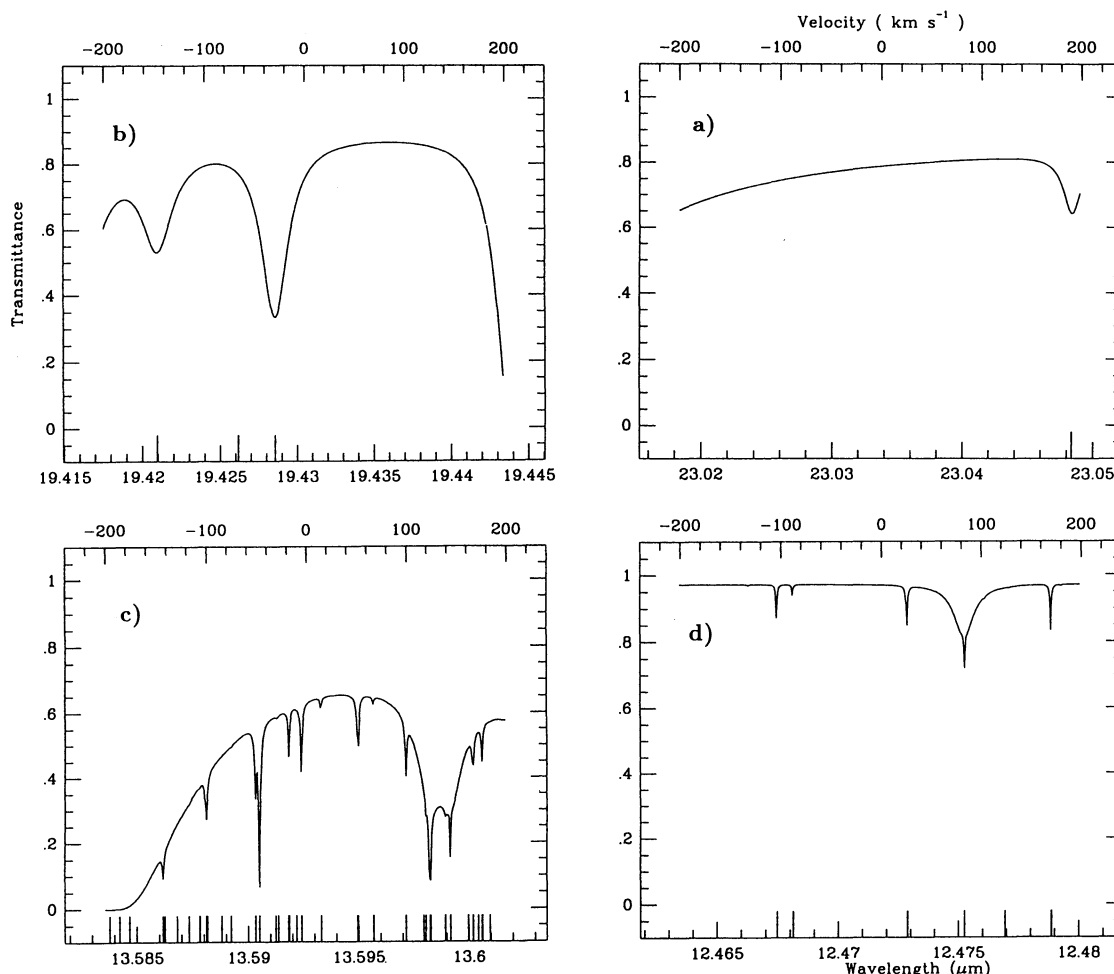 Velocity ( km s⁻¹ )
-200 -100 0 100 200
-200 -100 0 100 200
b)
a)
Transmittance
1
.8
.6
.4
.2
0
1
.8
.6
.4
.2
0
19.415 19.42 19.425 19.43 19.435 19.44 19.445
23.02 23.03 23.04 23.05
-200 -100 0 100 200
-200 -100 0 100 200
c)
d)
1
.8
.6
.4
.2
0
1
.8
.6
.4
.2
0
13.585 13.59 13.595 13.6
12.465 12.47 12.475 12.48
Wavelength (μm)